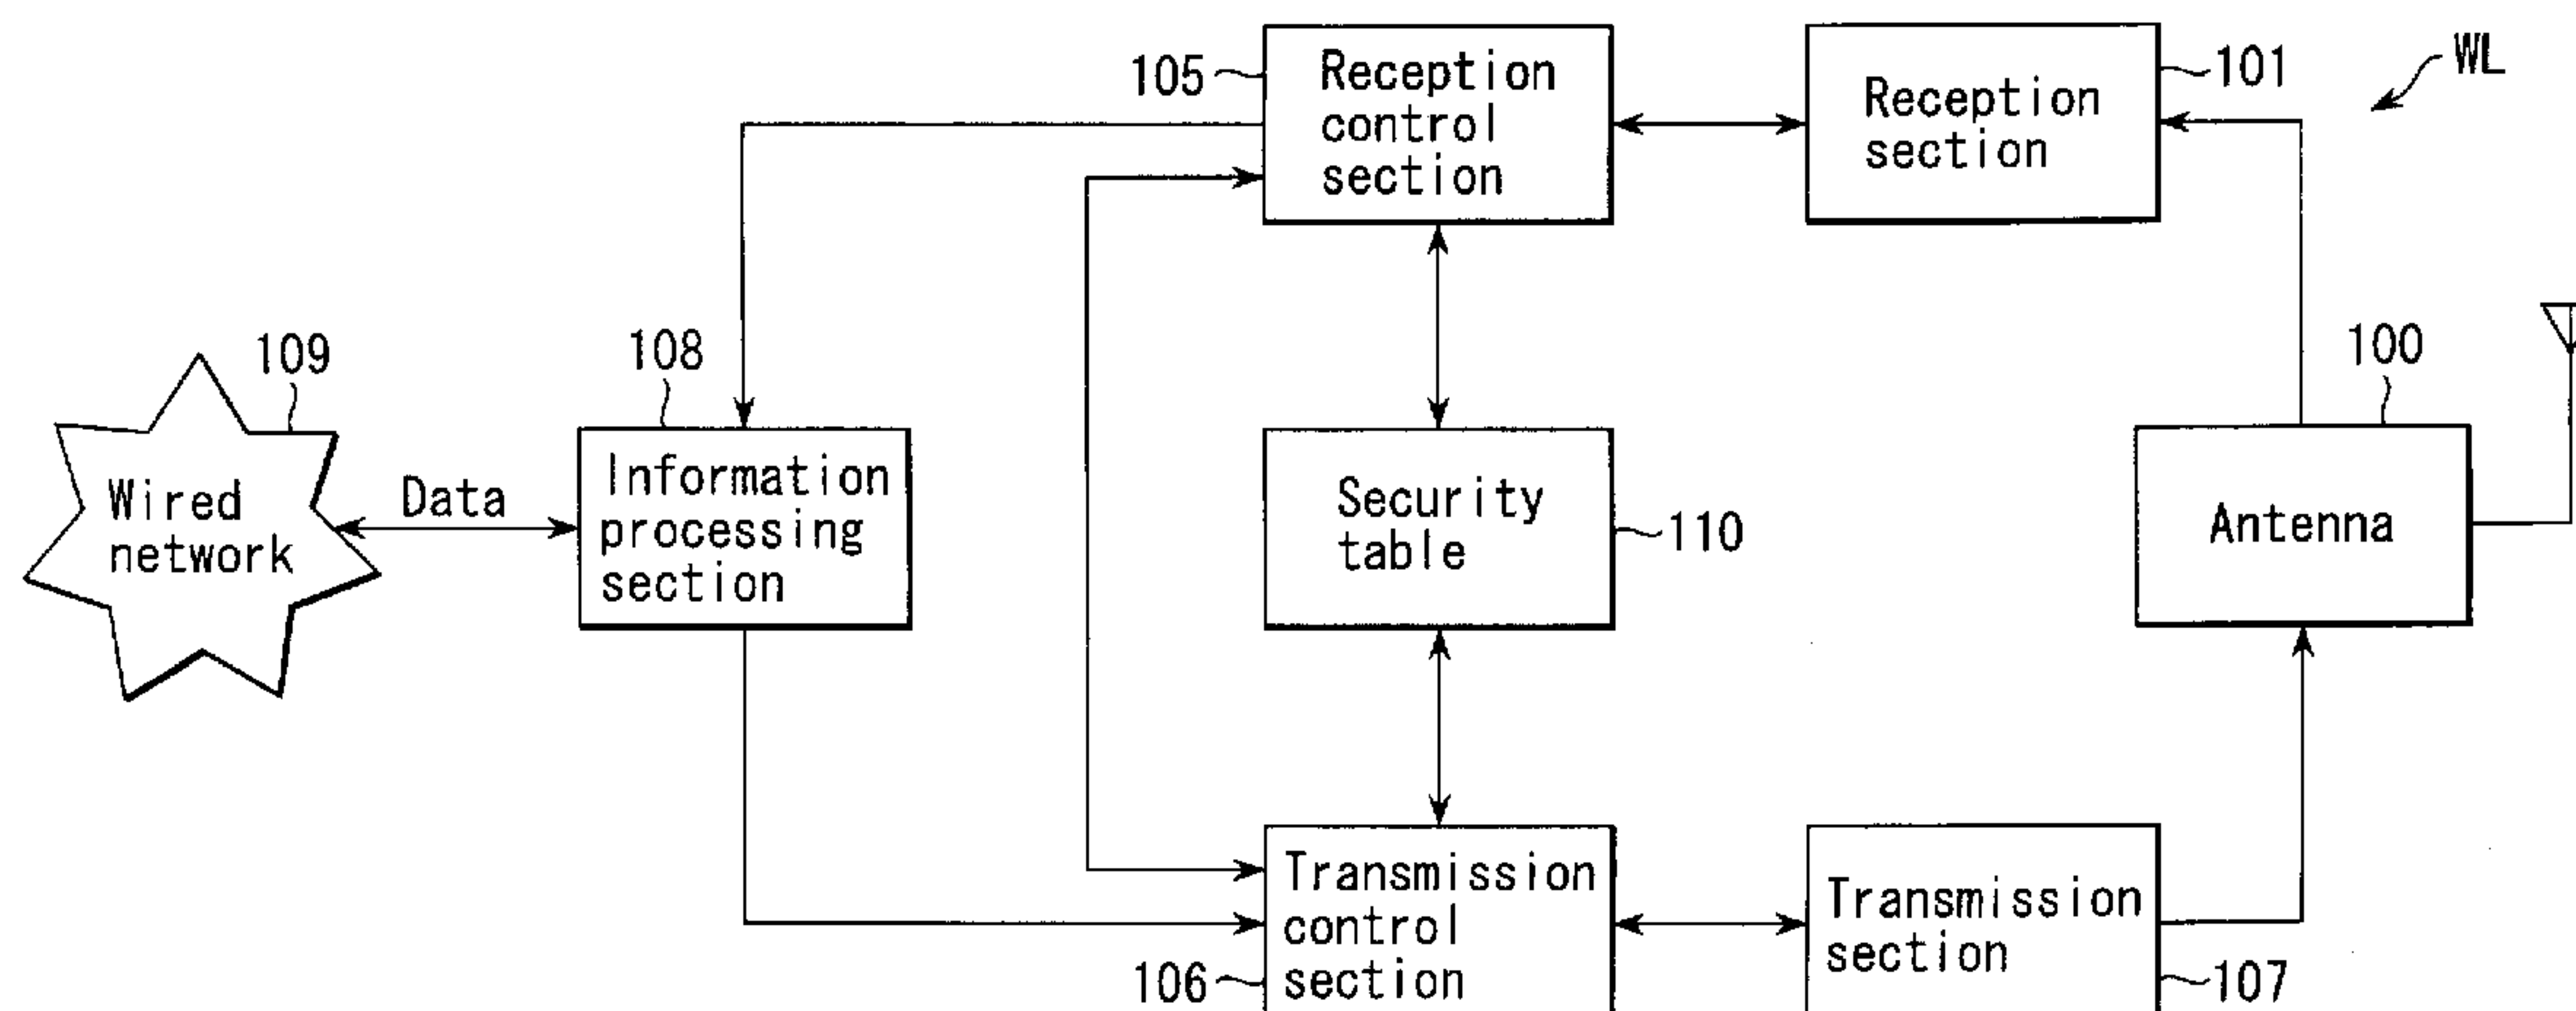 105
Reception
control
section
Reception
section
101
WL
109
Wired
network
Data
108
Information
processing
section
Security
table
110
100
Antenna
Transmission
control
section
106
Transmission
section
107